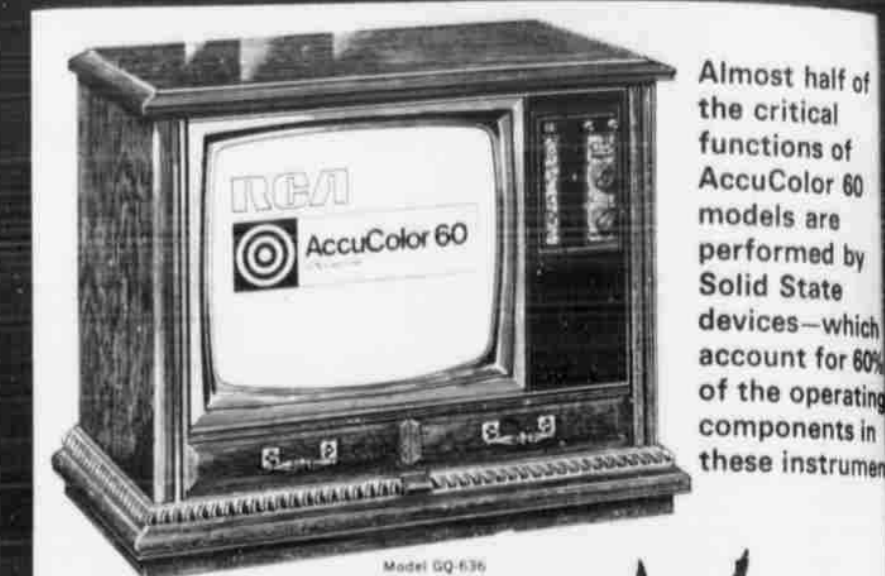 RCA
AccuColor 60
Almost half of
the critical
functions of
AccuColor 60
models are
performed by
Solid State
devices—which
account for 60%
of the operating
components in
these instrumen
Model GQ-636